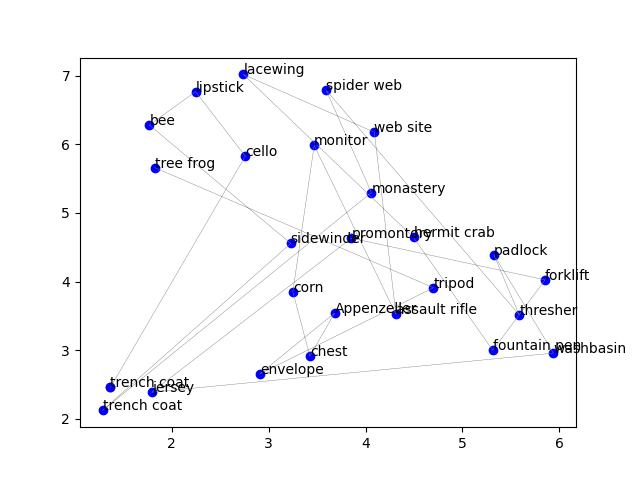 lacewing
7
lipstick
spider web
bee
web site
6
monitor
cello
tree frog
monastery
5
hermit crab
promontory
sidewinder
padlock
forklift
4
tripod
corn
Appenzeller
assault rifle
thresher
fountain pen
3
chest
washbasin
envelope
trench coat
jersey
trench coat
2
2
3
4
5
6